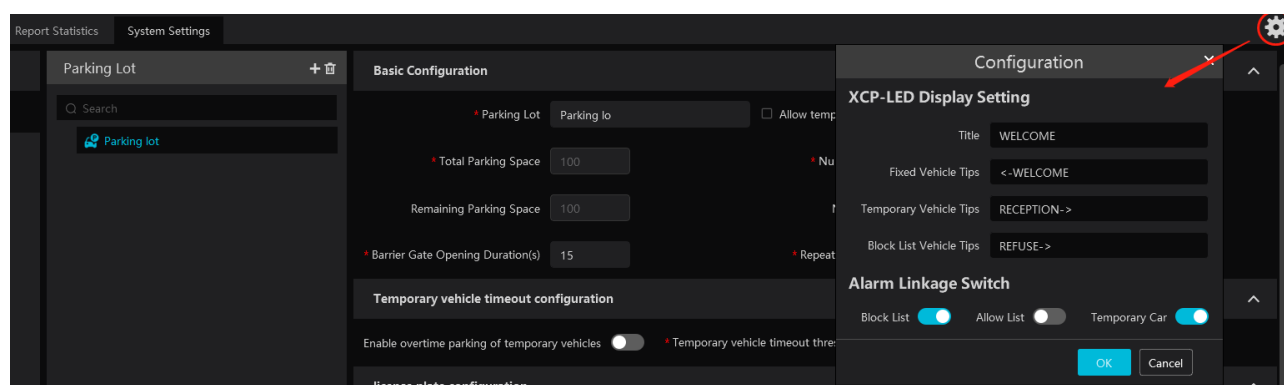 Report Statistics
System Settings
Parking Lot
Search
Parking lot
Basic Configuration
* Parking Lot Parking lo Allow temp
* Total Parking Space 100 * Nu
Remaining Parking Space 100
* Barrier Gate Opening Duration(s) 15 * Repeat
Temporary vehicle timeout configuration
Enable overtime parking of temporary vehicles * Temporary vehicle timeout thre
license plate configuration
Configuration
XCP-LED Display Setting
Title WELCOME
Fixed Vehicle Tips <-WELCOME
Temporary Vehicle Tips RECEPTION->
Block List Vehicle Tips REFUSE->
Alarm Linkage Switch
Block List Allow List Temporary Car
OK Cancel